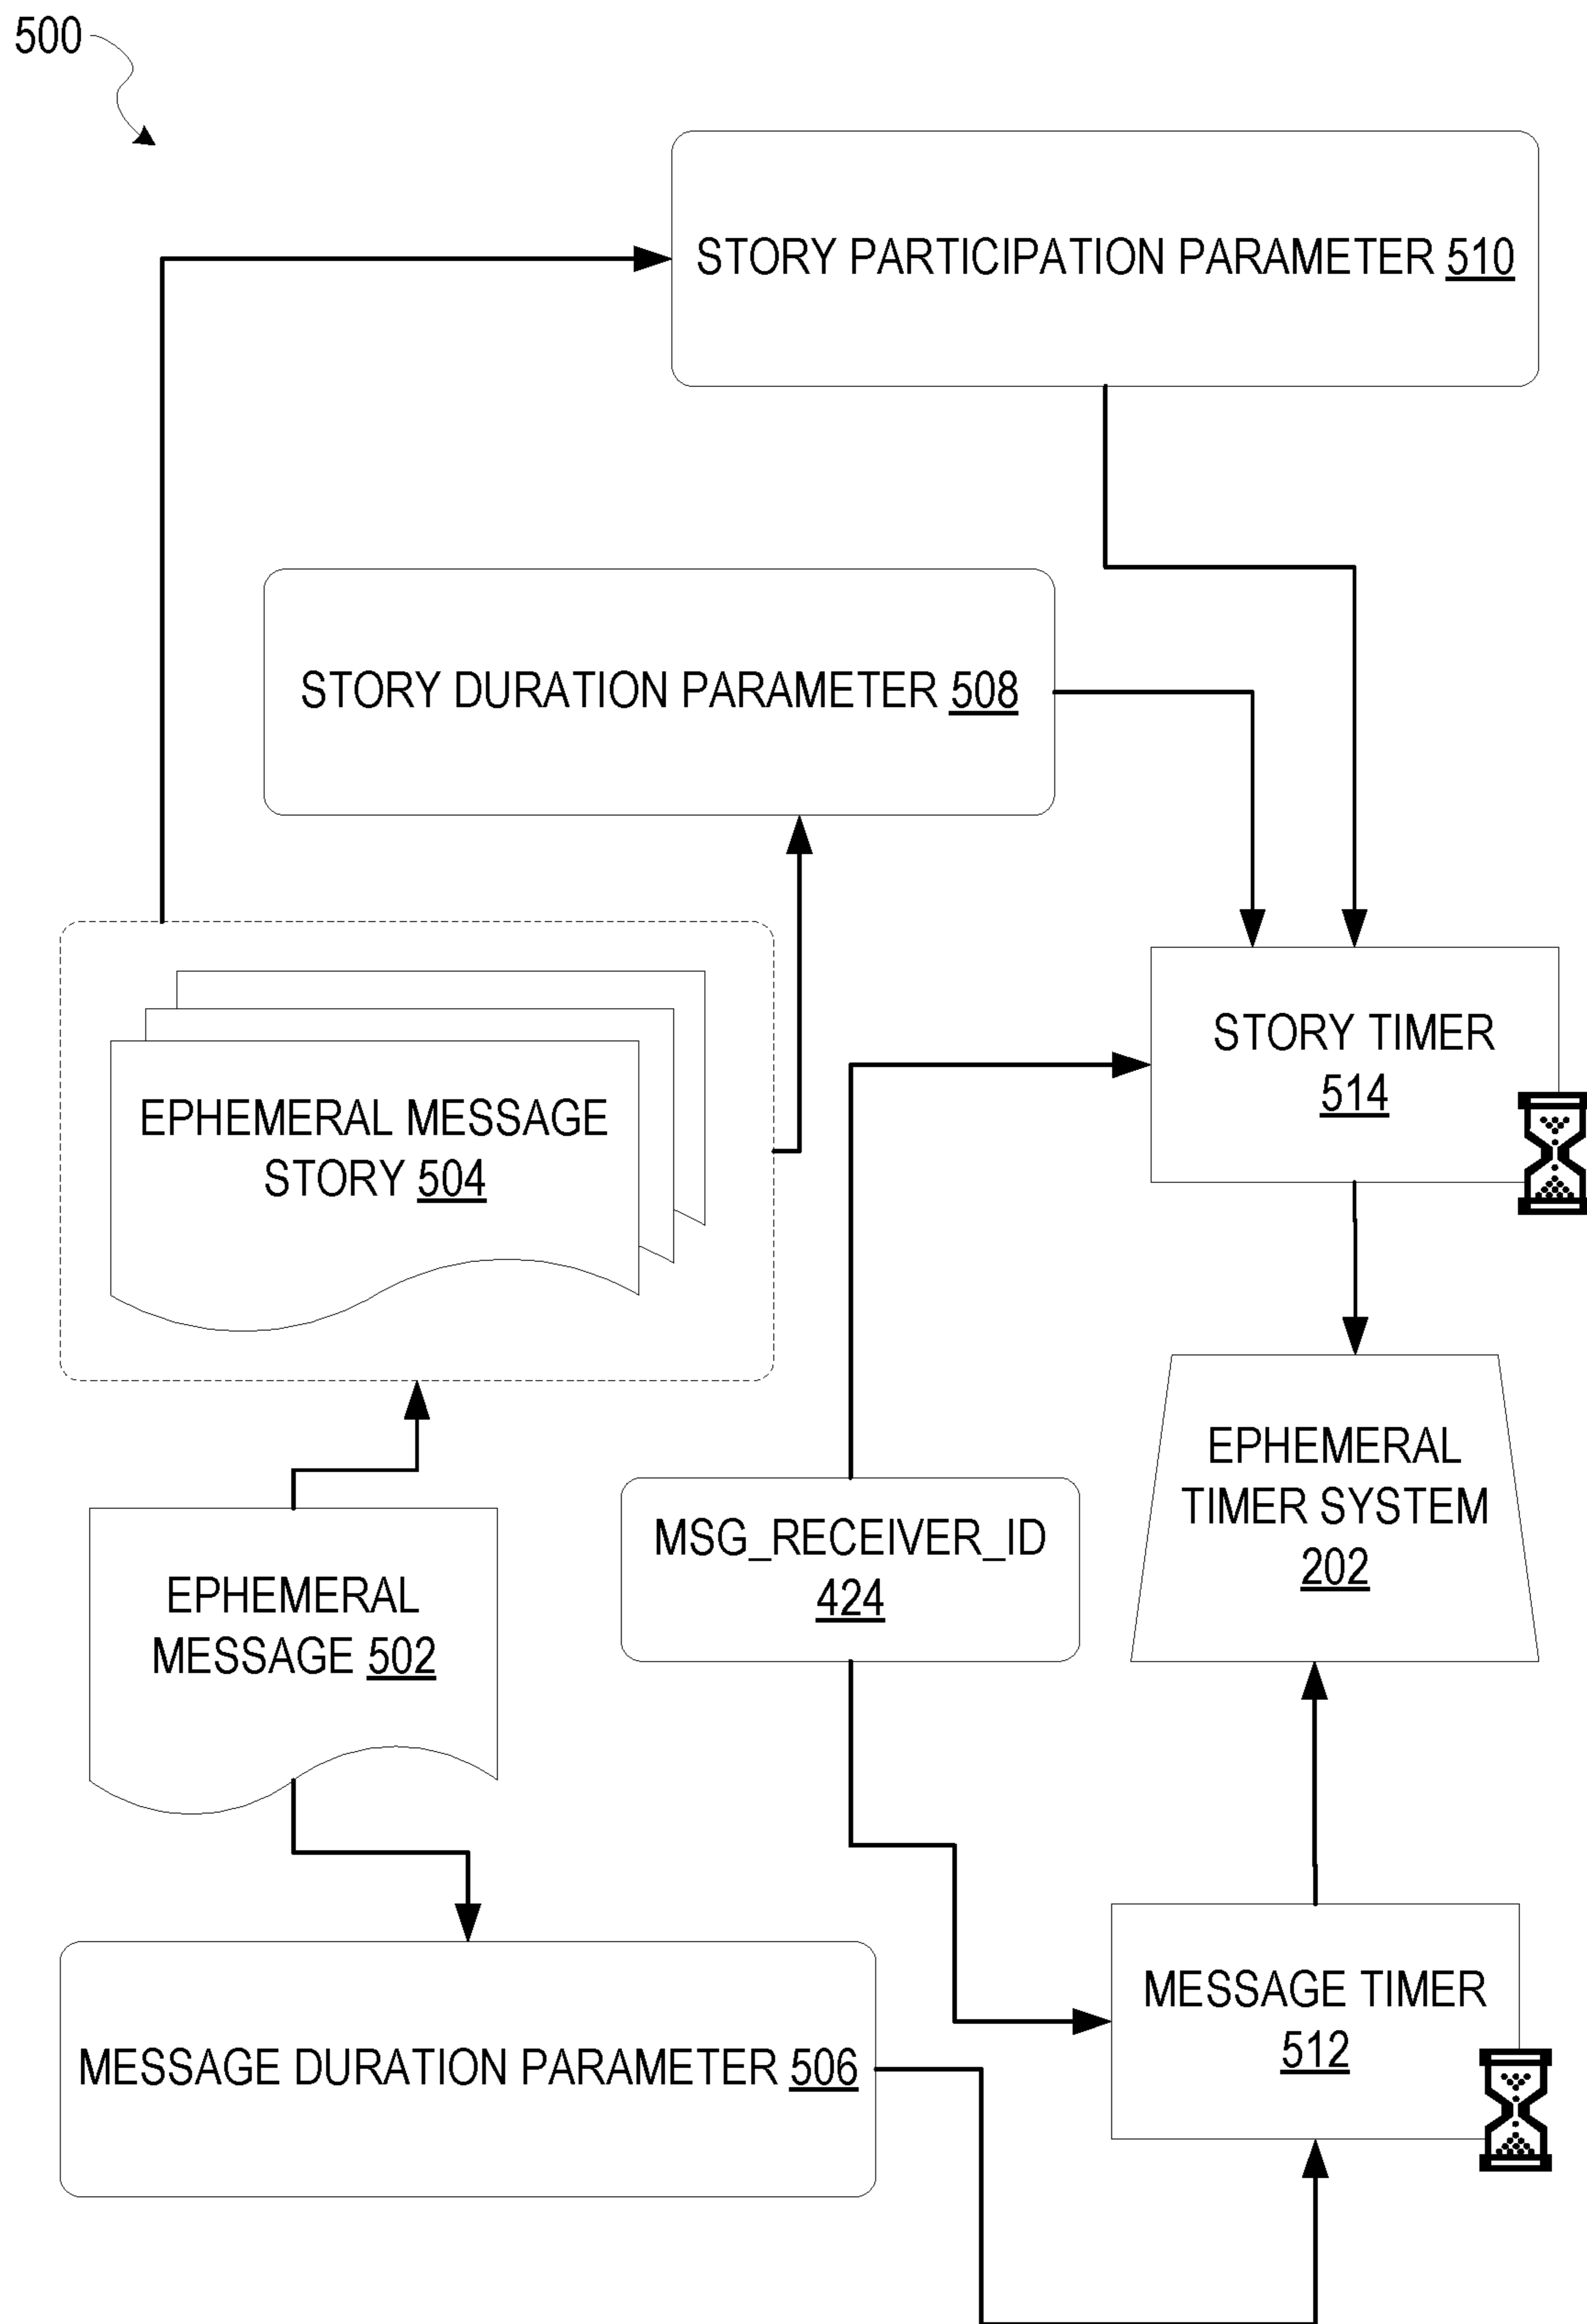 500
STORY PARTICIPATION PARAMETER 510
STORY DURATION PARAMETER 508
STORY TIMER
514
EPHEMERAL MESSAGE
STORY 504
EPHEMERAL
TIMER SYSTEM
202
MSG_RECEIVER_ID
424
EPHEMERAL
MESSAGE 502
MESSAGE TIMER
512
MESSAGE DURATION PARAMETER 506